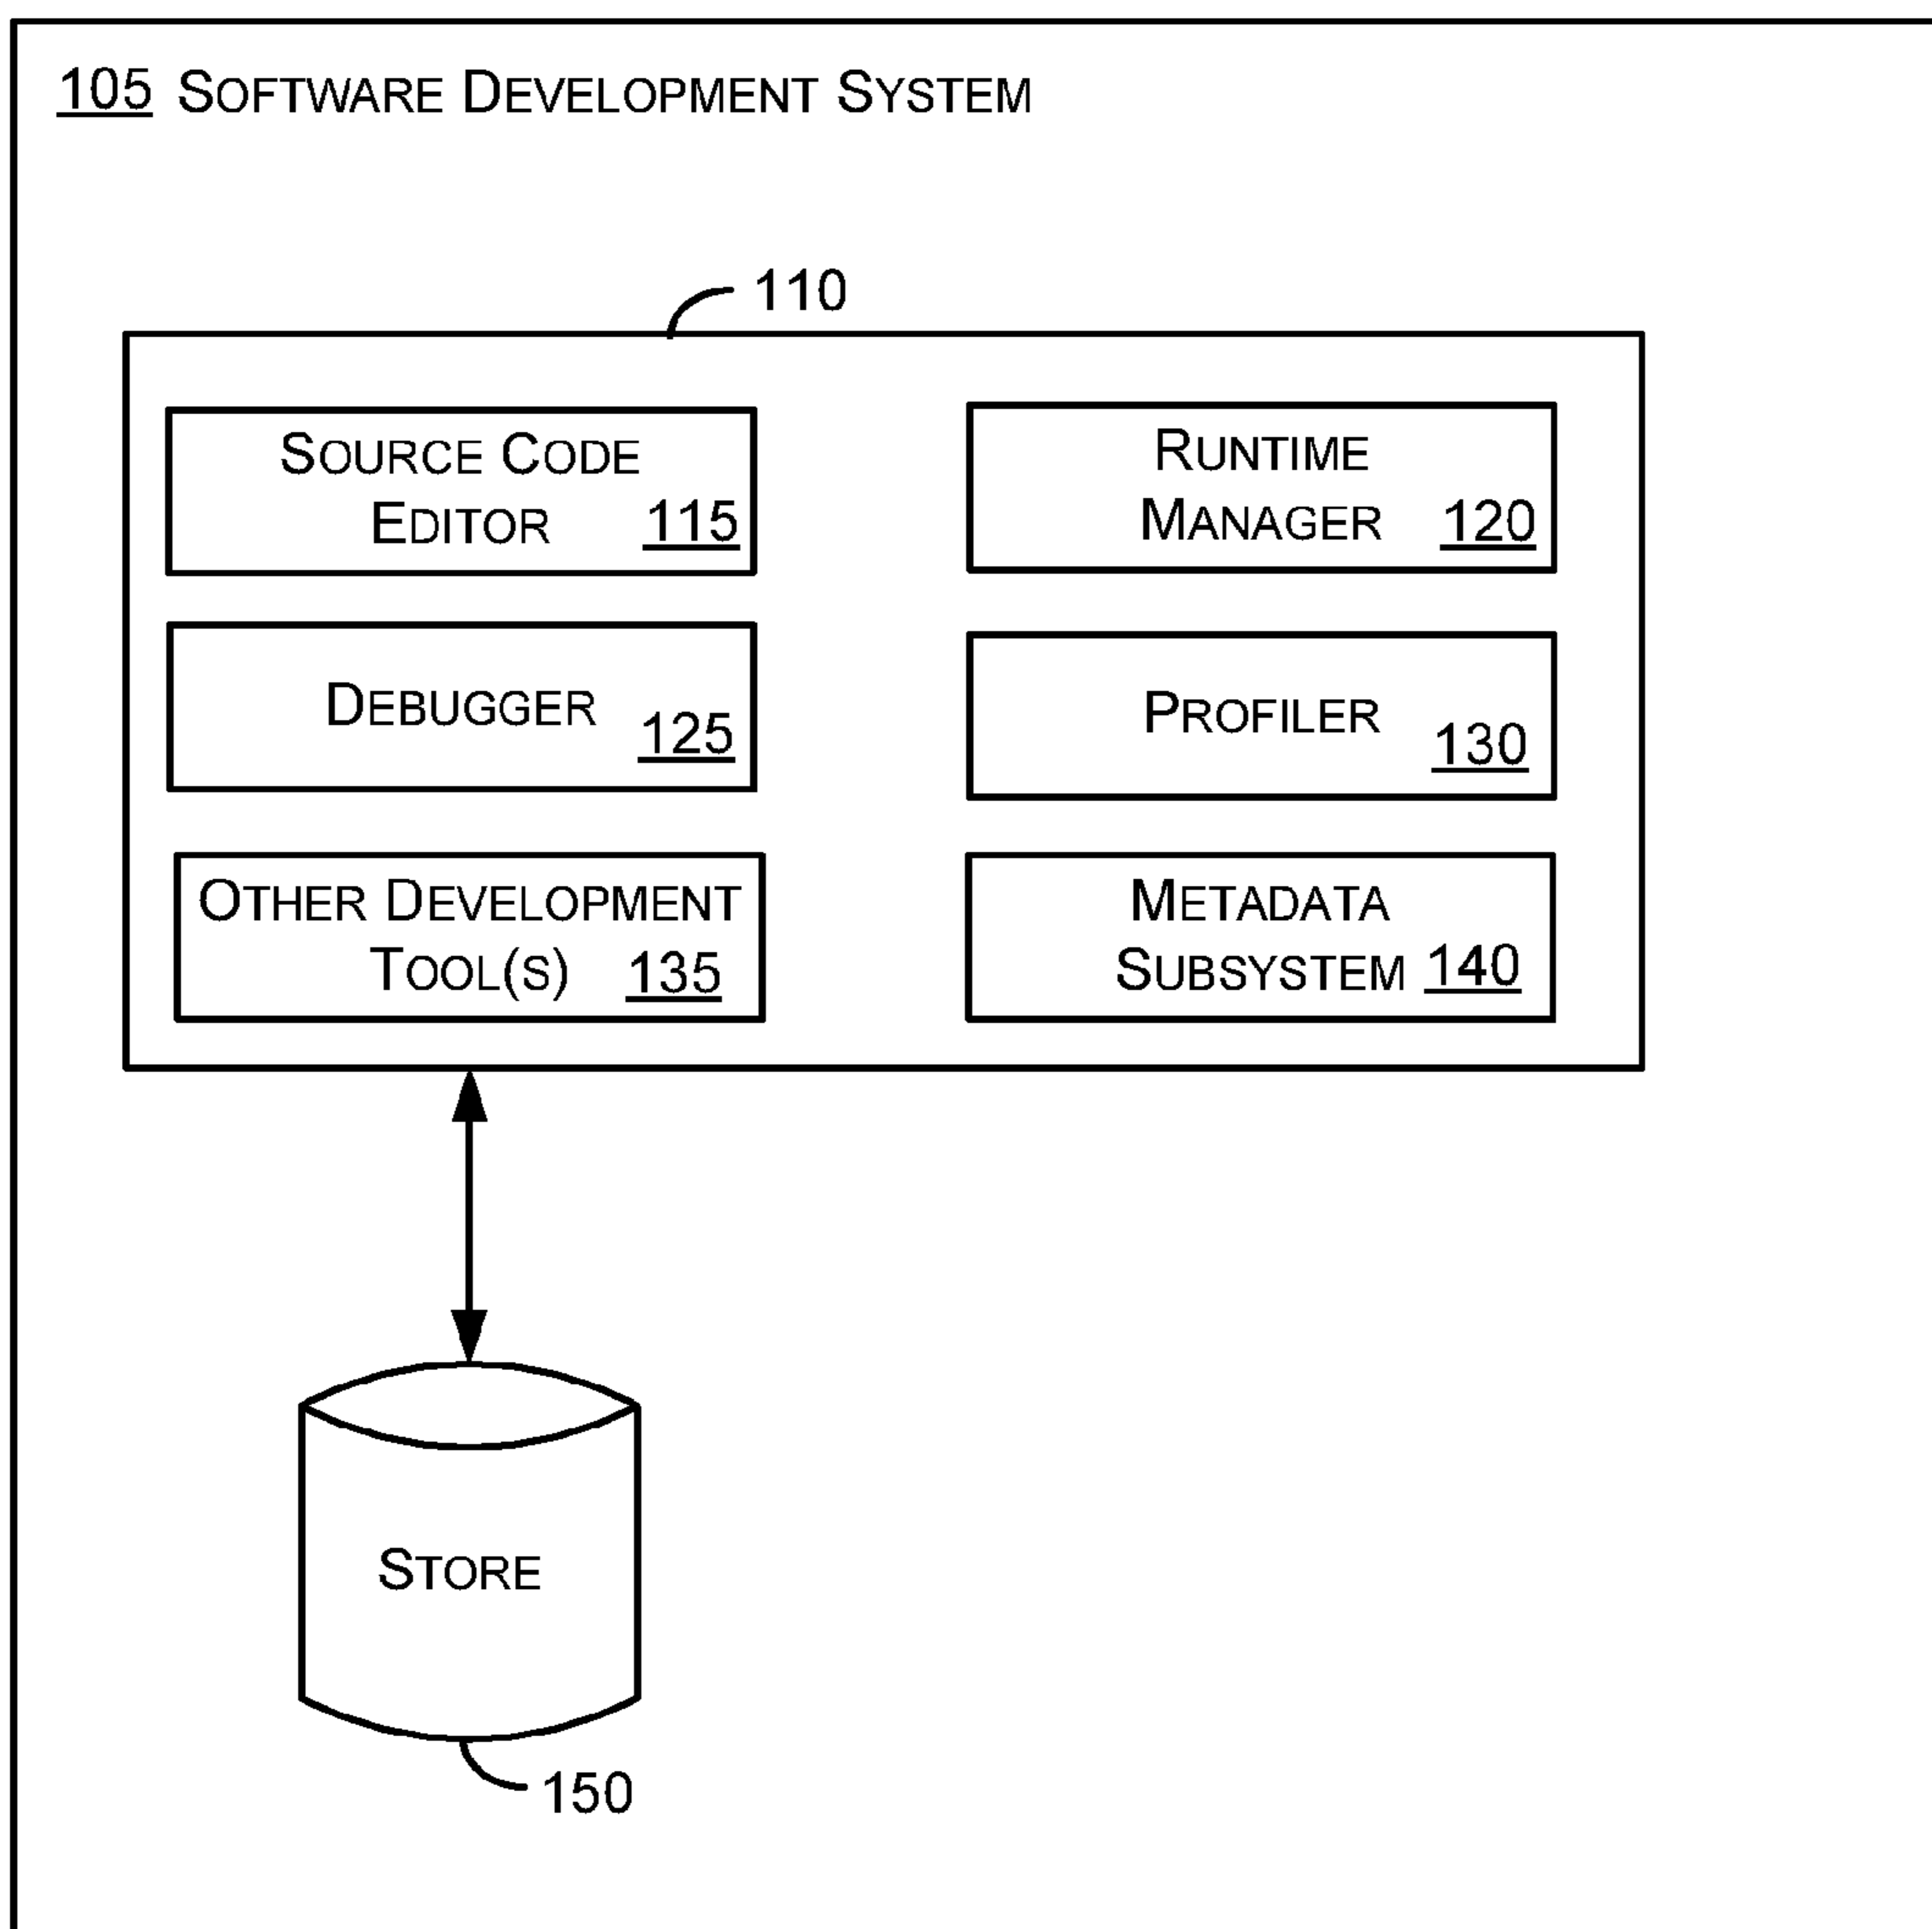 105 SOFTWARE DEVELOPMENT SYSTEM
110
SOURCE CODE
EDITOR 115
RUNTIME
MANAGER 120
DEBUGGER 125
PROFILER 130
OTHER DEVELOPMENT
TOOL(S) 135
METADATA
SUBSYSTEM 140
STORE
150